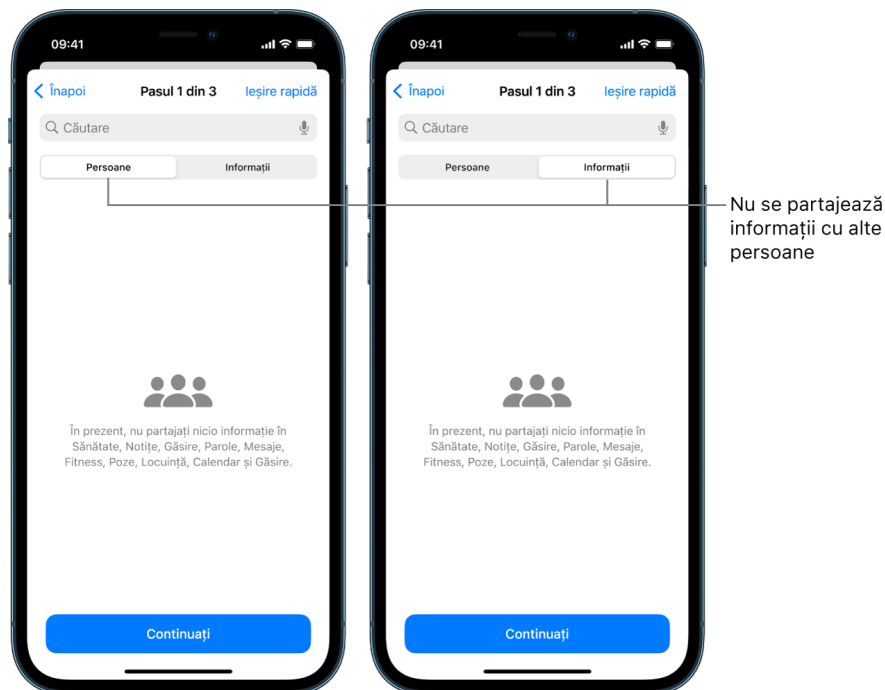 09:41
Înapoi
Pasul 1 din 3
Ieșire rapidă
Căutare
Persoane
Informații
În prezent, nu partajați nicio informație în
Sănătate, Notițe, Găsire, Parole, Mesaje,
Fitness, Poze, Locuință, Calendar și Găsire.
Continuați
09:41
Înapoi
Pasul 1 din 3
Ieșire rapidă
Căutare
Persoane
Informații
În prezent, nu partajați nicio informație în
Sănătate, Notițe, Găsire, Parole, Mesaje,
Fitness, Poze, Locuință, Calendar și Găsire.
Continuați
Nu se partajează
informații cu alte
persoane